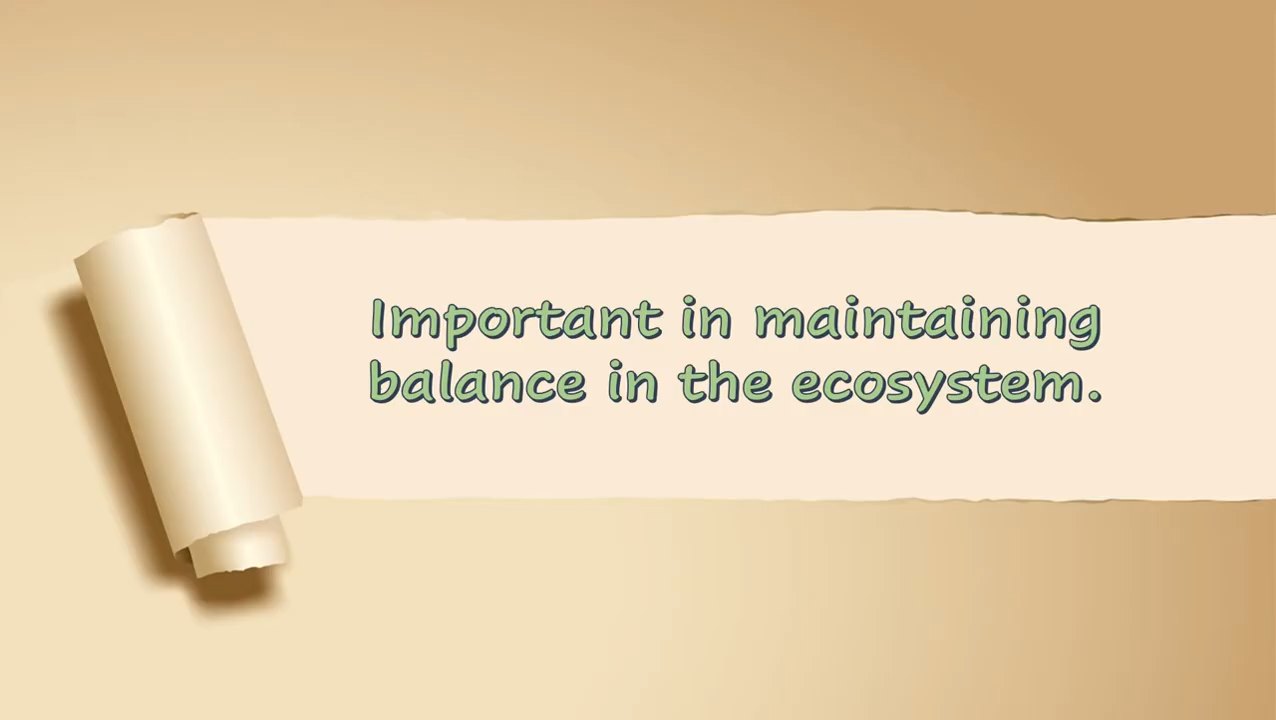 Important in maintaining
balance in the ecosystem.